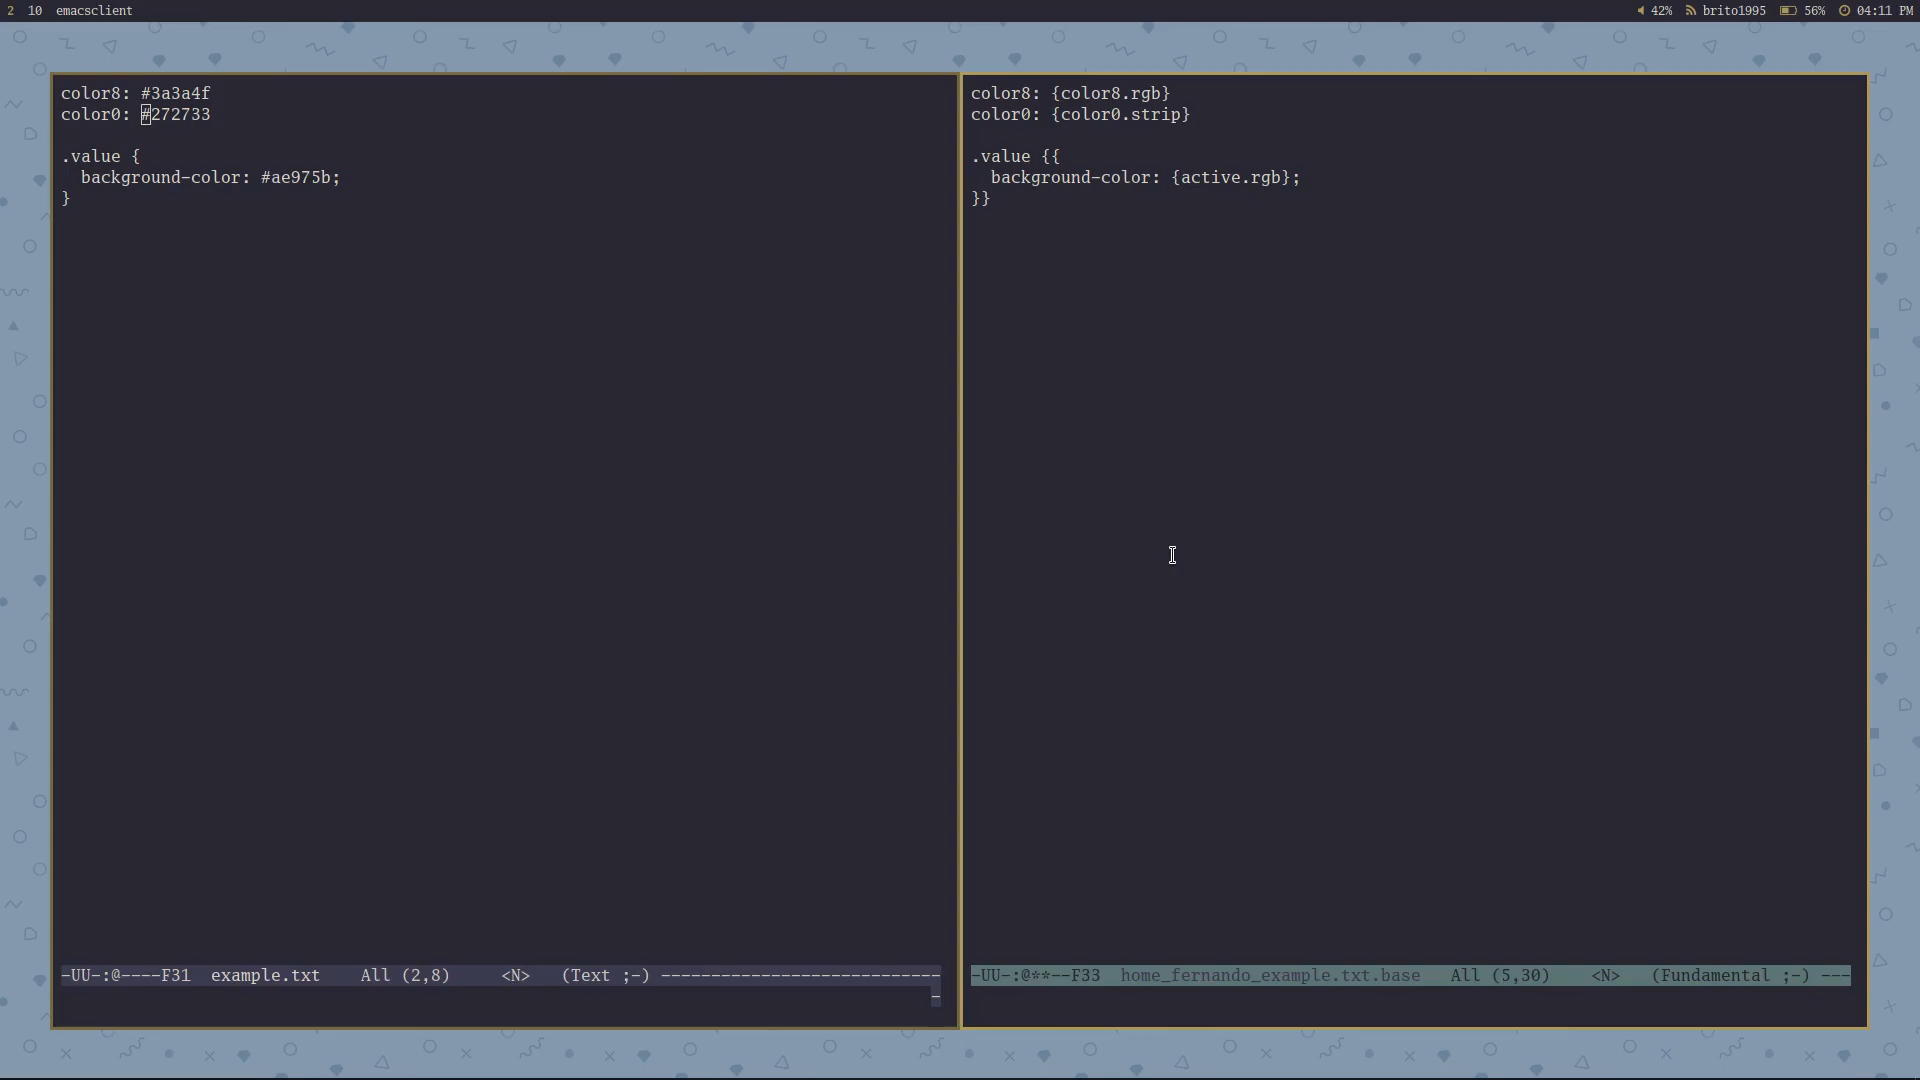 2 10 emacsclient 42% brito1995 56% 04:11 PM
color8: #3a3a4f
color0: #272733
.value {
  background-color: #ae975b;
}
-UU-:@----F31  example.txt    All (2,8)     <N>   (Text ;-) ----------------------------
-
color8: {color8.rgb}
color0: {color0.strip}
.value {{
  background-color: {active.rgb};
}}
-UU-:@**--F33  home_fernando_example.txt.base   All (5,30)    <N>   (Fundamental ;-) ---